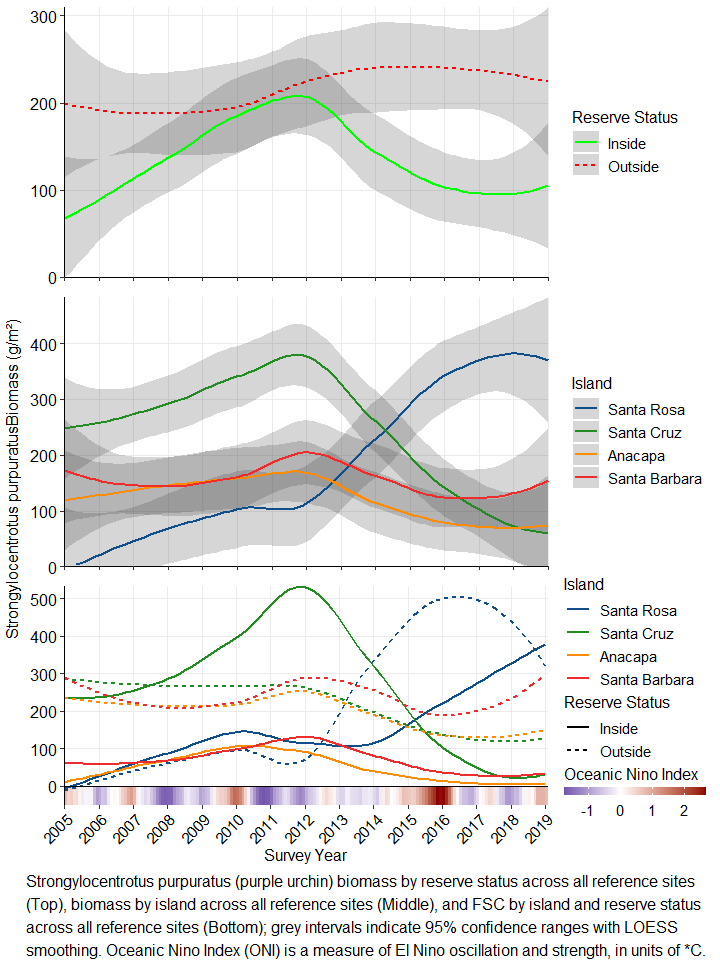 300
200
100
0
Reserve Status
Inside
Outside
Strongylocentrotus purpuratusBiomass (g/m²)
400
300
200
100
0
Island
Santa Rosa
Santa Cruz
Anacapa
Santa Barbara
500
400
300
200
100
0
Island
Santa Rosa
Santa Cruz
Anacapa
Santa Barbara
Reserve Status
Inside
Outside
Oceanic Nino Index
-1 0 1 2
2005 2006 2007 2008 2009 2010 2011 2012 2013 2014 2015 2016 2017 2018 2019
Survey Year
Strongylocentrotus purpuratus (purple urchin) biomass by reserve status across all reference sites
(Top), biomass by island across all reference sites (Middle), and FSC by island and reserve status
across all reference sites (Bottom); grey intervals indicate 95% confidence ranges with LOESS
smoothing. Oceanic Nino Index (ONI) is a measure of El Nino oscillation and strength, in units of *C.